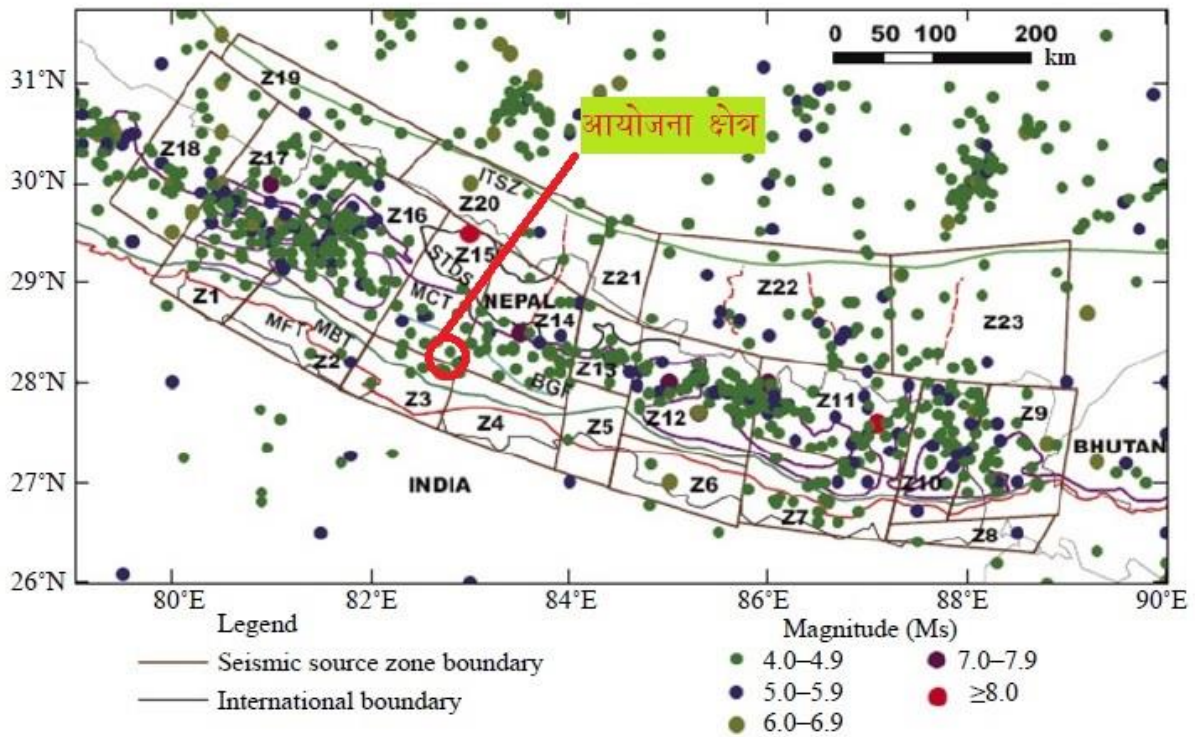 0 50 100 200
km
31°N
30°N
29°N
28°N
27°N
26°N
आयोजना क्षेत्र
Z19
Z18
Z17
ITSZ
Z16
Z20
Z15
STDS
Z21
Z22
Z1
MCT
NEPAL
Z14
Z23
MFT
MBT
Z2
BGF
Z13
Z3
Z12
Z11
Z9
Z4
Z5
BHUTAN
INDIA
Z6
Z10
Z7
Z8
80°E 82°E 84°E 86°E 88°E 90°E
Legend
Seismic source zone boundary
International boundary
Magnitude (Ms)
4.0–4.9
5.0–5.9
6.0–6.9
7.0–7.9
≥8.0